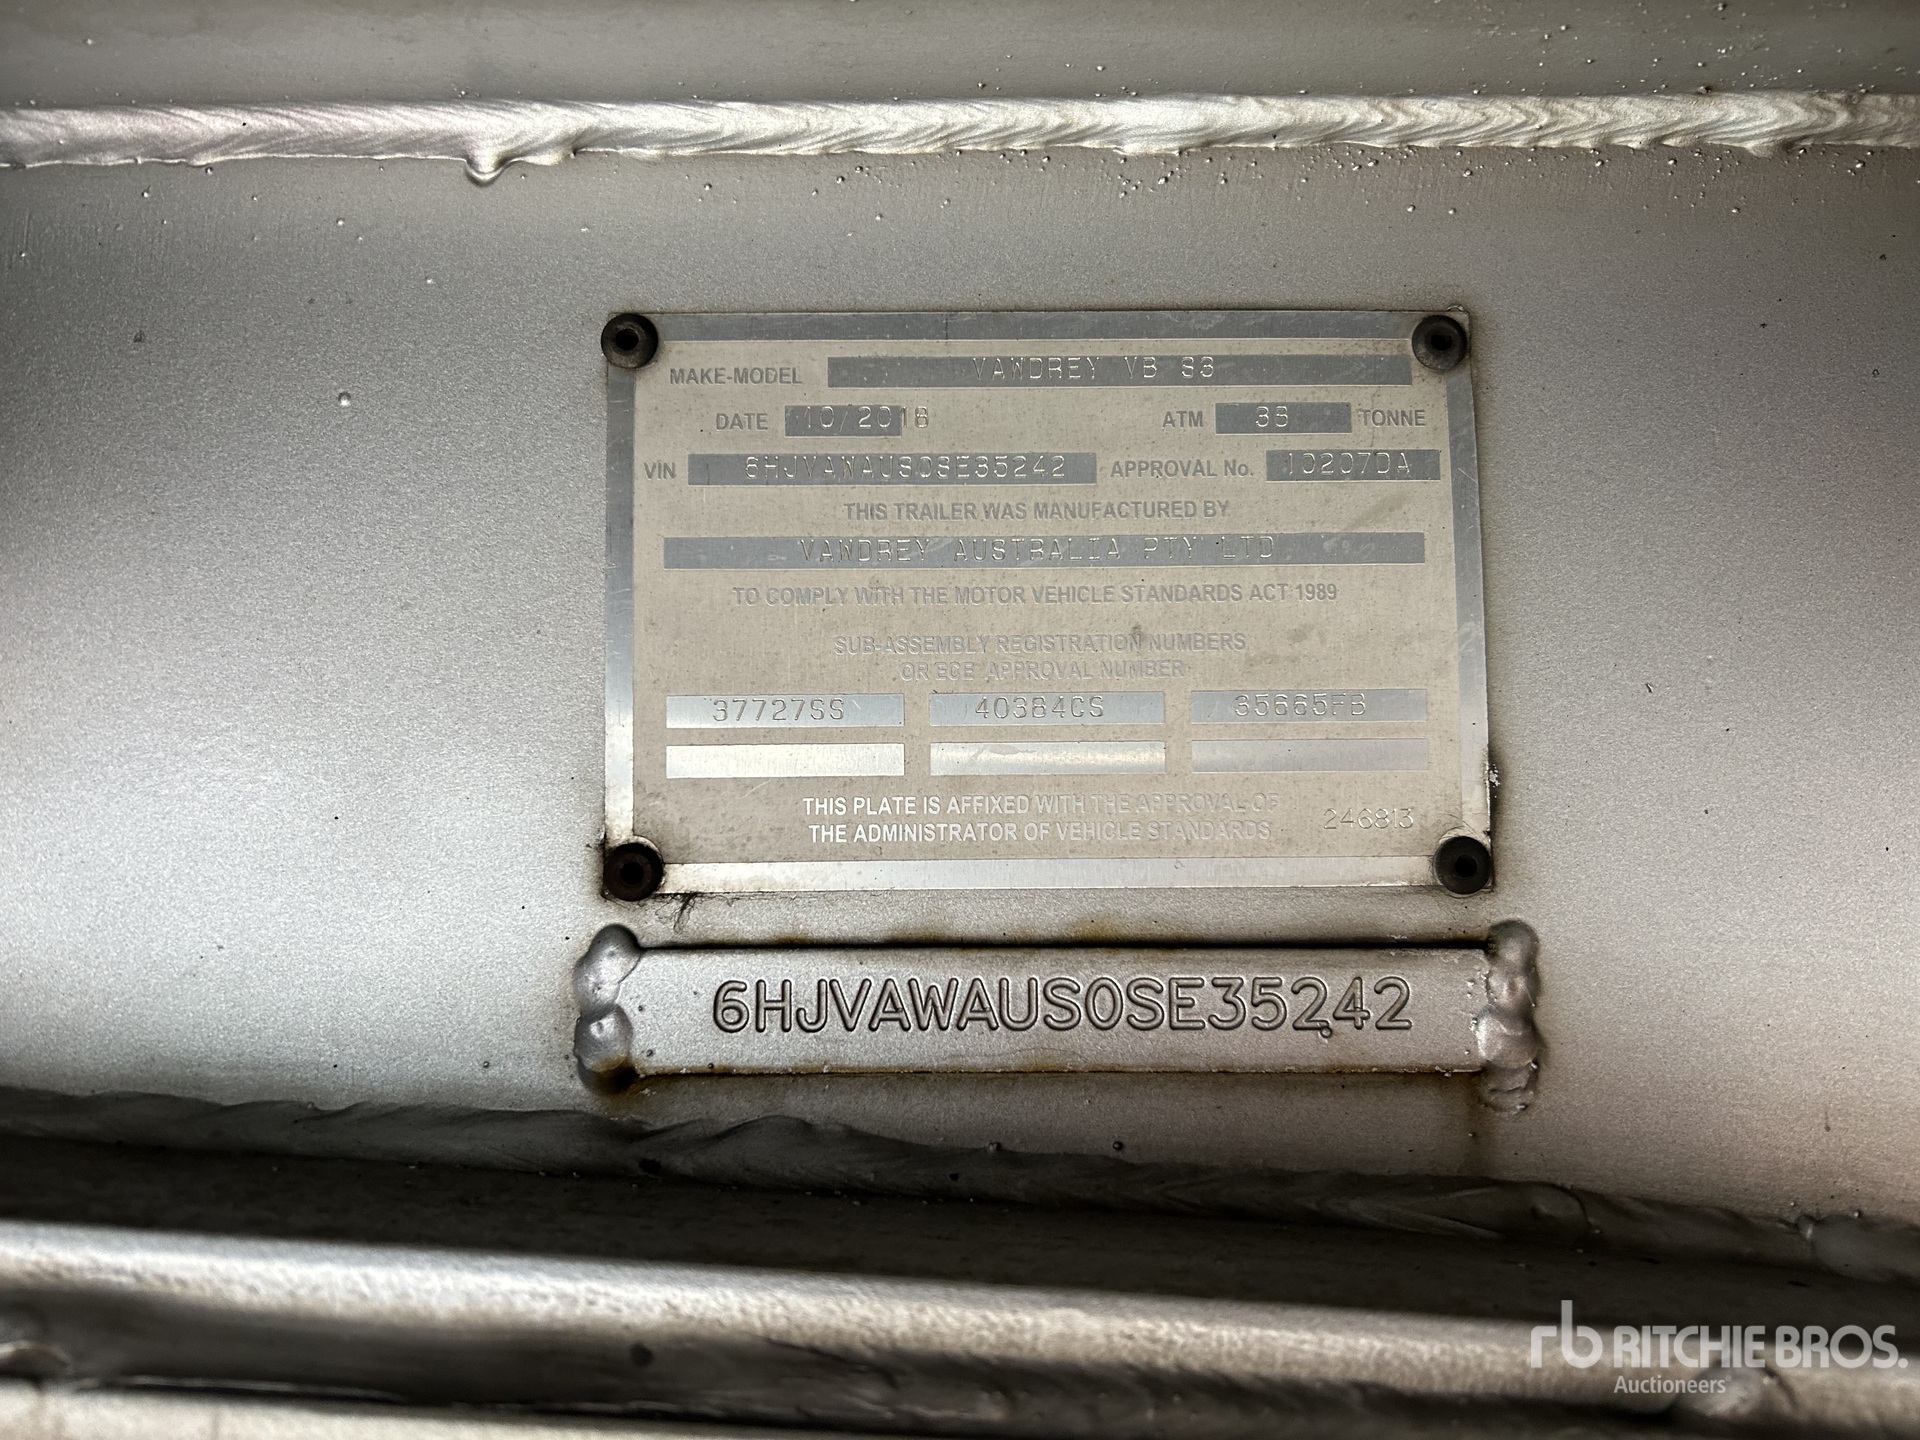 MAKE-MODEL VAWDREY VB S3
DATE 10/2018 ATM 38 TONNE
VIN 6HJVAWAUS0SE35242 APPROVAL No. 10207DA
THIS TRAILER WAS MANUFACTURED BY
VAWDREY AUSTRALIA PTY LTD
TO COMPLY WITH THE MOTOR VEHICLE STANDARDS ACT 1989
SUB-ASSEMBLY REGISTRATION NUMBERS
OR ECE APPROVAL NUMBER
37727SS 40384CS 35665FB
THIS PLATE IS AFFIXED WITH THE APPROVAL OF
THE ADMINISTRATOR OF VEHICLE STANDARDS 246813
6HJVAWAUS0SE35242
rb RITCHIE BROS.
Auctioneers